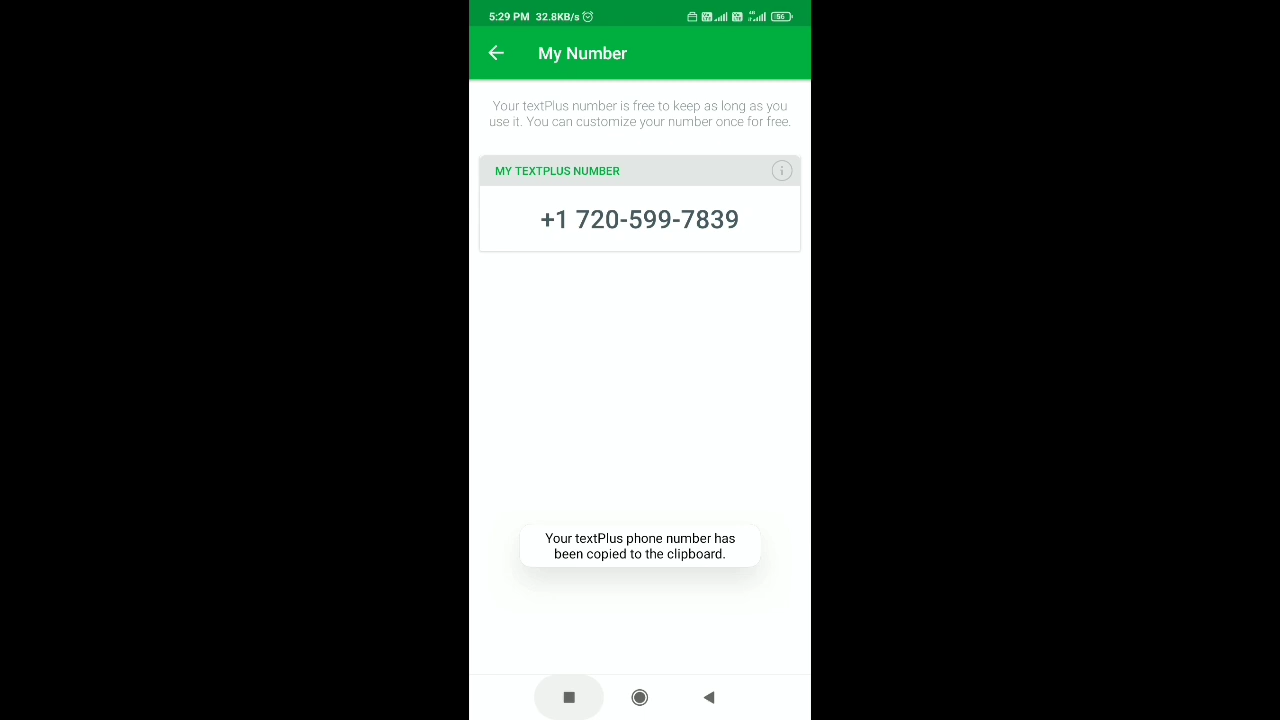 5:29 PM 32.8KB/s 56
My Number
Your textPlus number is free to keep as long as you
use it. You can customize your number once for free.
MY TEXTPLUS NUMBER
+1 720-599-7839
Your textPlus phone number has
been copied to the clipboard.